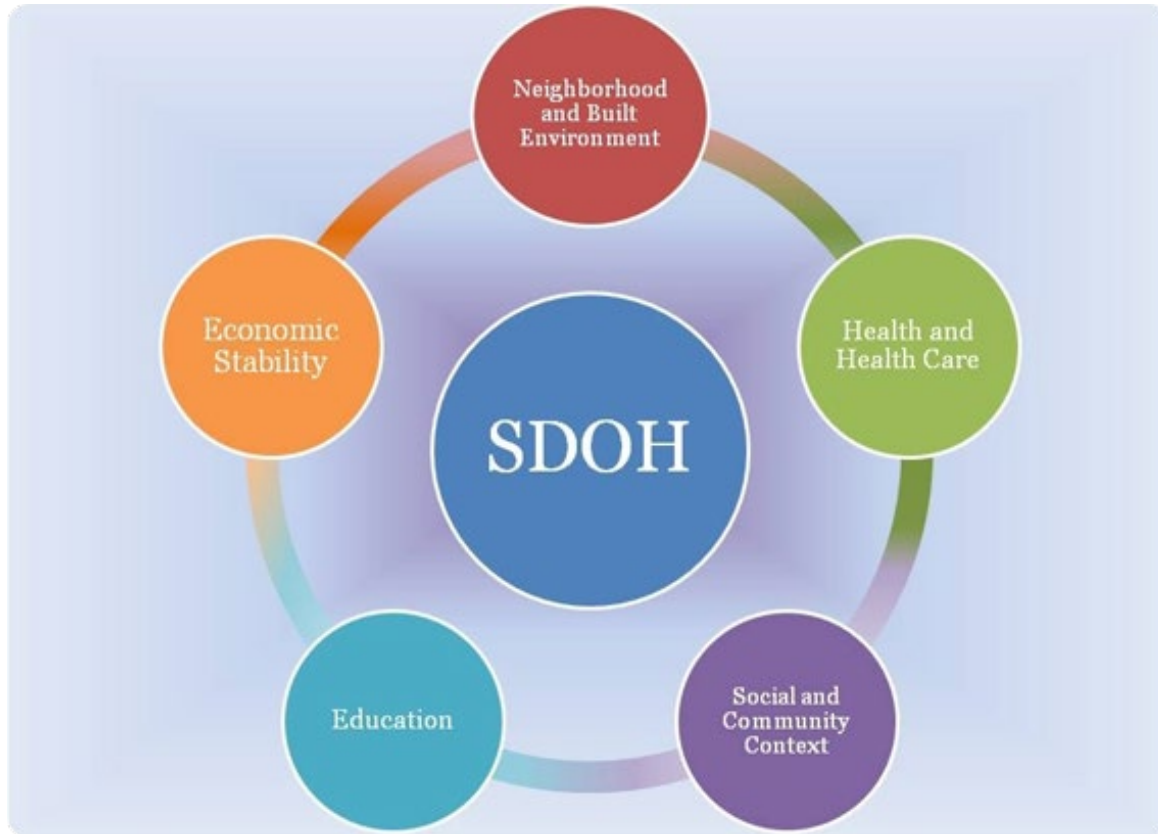 Neighborhood
and Built
Environment
Economic
Stability
Health and
Health Care
SDOH
Education
Social and
Community
Context